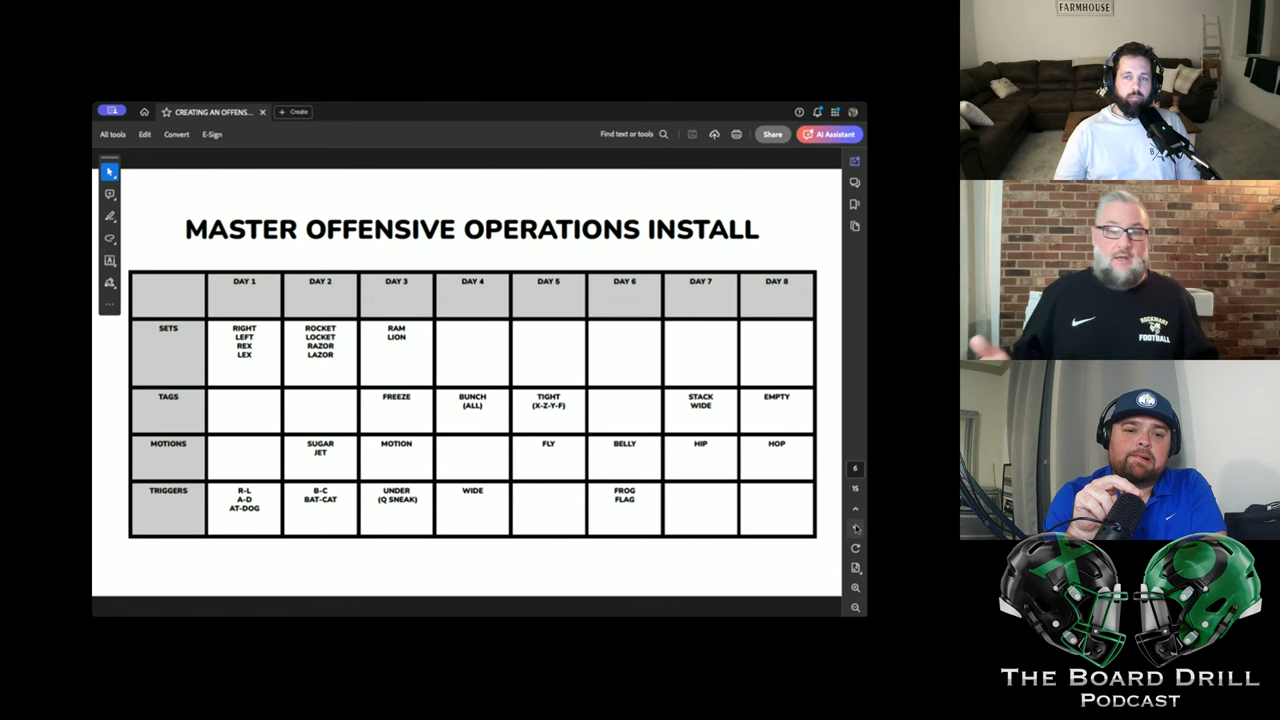 CREATING AN OFFENS...
Create
All tools
Edit
Convert
E-Sign
Find text or tools
Share
AI Assistant
MASTER OFFENSIVE OPERATIONS INSTALL
DAY 1
DAY 2
DAY 3
DAY 4
DAY 5
DAY 6
DAY 7
DAY 8
SETS
RIGHT
LEFT
REX
LEX
ROCKET
LOCKET
RAZOR
LAZOR
RAM
LION
TAGS
FREEZE
BUNCH
(ALL)
TIGHT
(X-Z-Y-F)
STACK
WIDE
EMPTY
MOTIONS
SUGAR
JET
MOTION
FLY
BELLY
HIP
HOP
TRIGGERS
R-L
A-D
AT-DOG
B-C
BAT-CAT
UNDER
(Q SNEAK)
WIDE
FROG
FLAG
6
15
FARMHOUSE
ROCKMART
FOOTBALL
THE BOARD DRILL
PODCAST